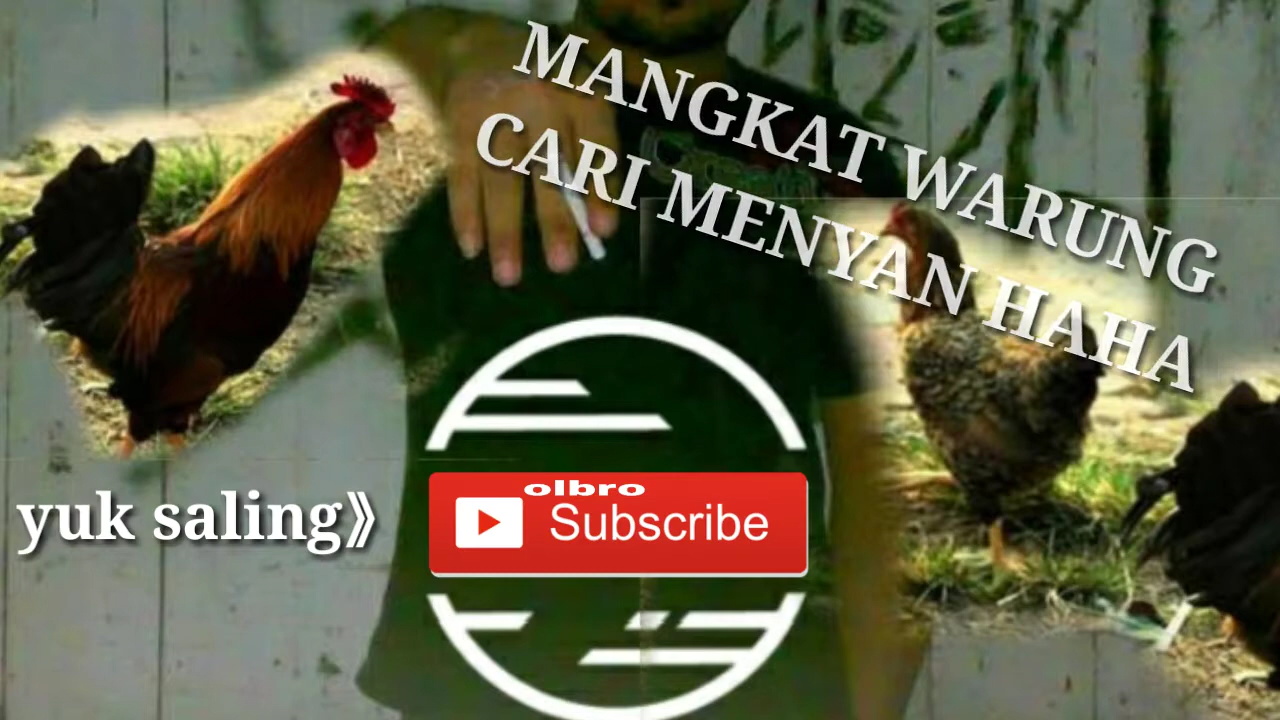 MANGKAT WARUNG
CARI MENYAN HAHA
yuk saling》
olbro
Subscribe